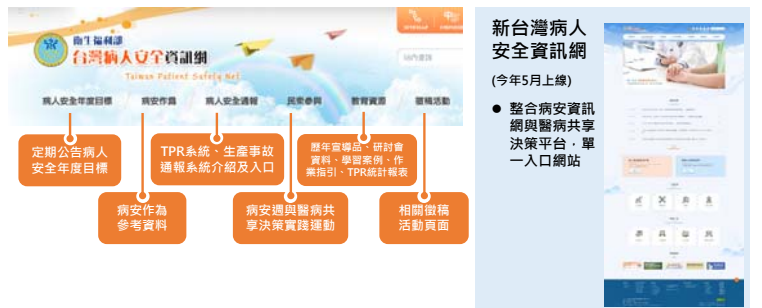 衛生福利部
台灣病人安全資訊網
Taiwan Patient Safety Net
站內查詢
病人安全年度目標
病安作為
病人安全通報
民眾參與
教育資源
徵稿活動
定期公告病人
安全年度目標
TPR系統、生產事故
通報系統介紹及入口
歷年宣導品、研討會
資料、學習案例、作
業指引、TPR統計報表
病安作為
參考資料
病安週與醫病共
享決策實踐運動
相關徵稿
活動頁面
新台灣病人
安全資訊網
(今年5月上線)
● 整合病安資訊
網與醫病共享
決策平台，單
一入口網站